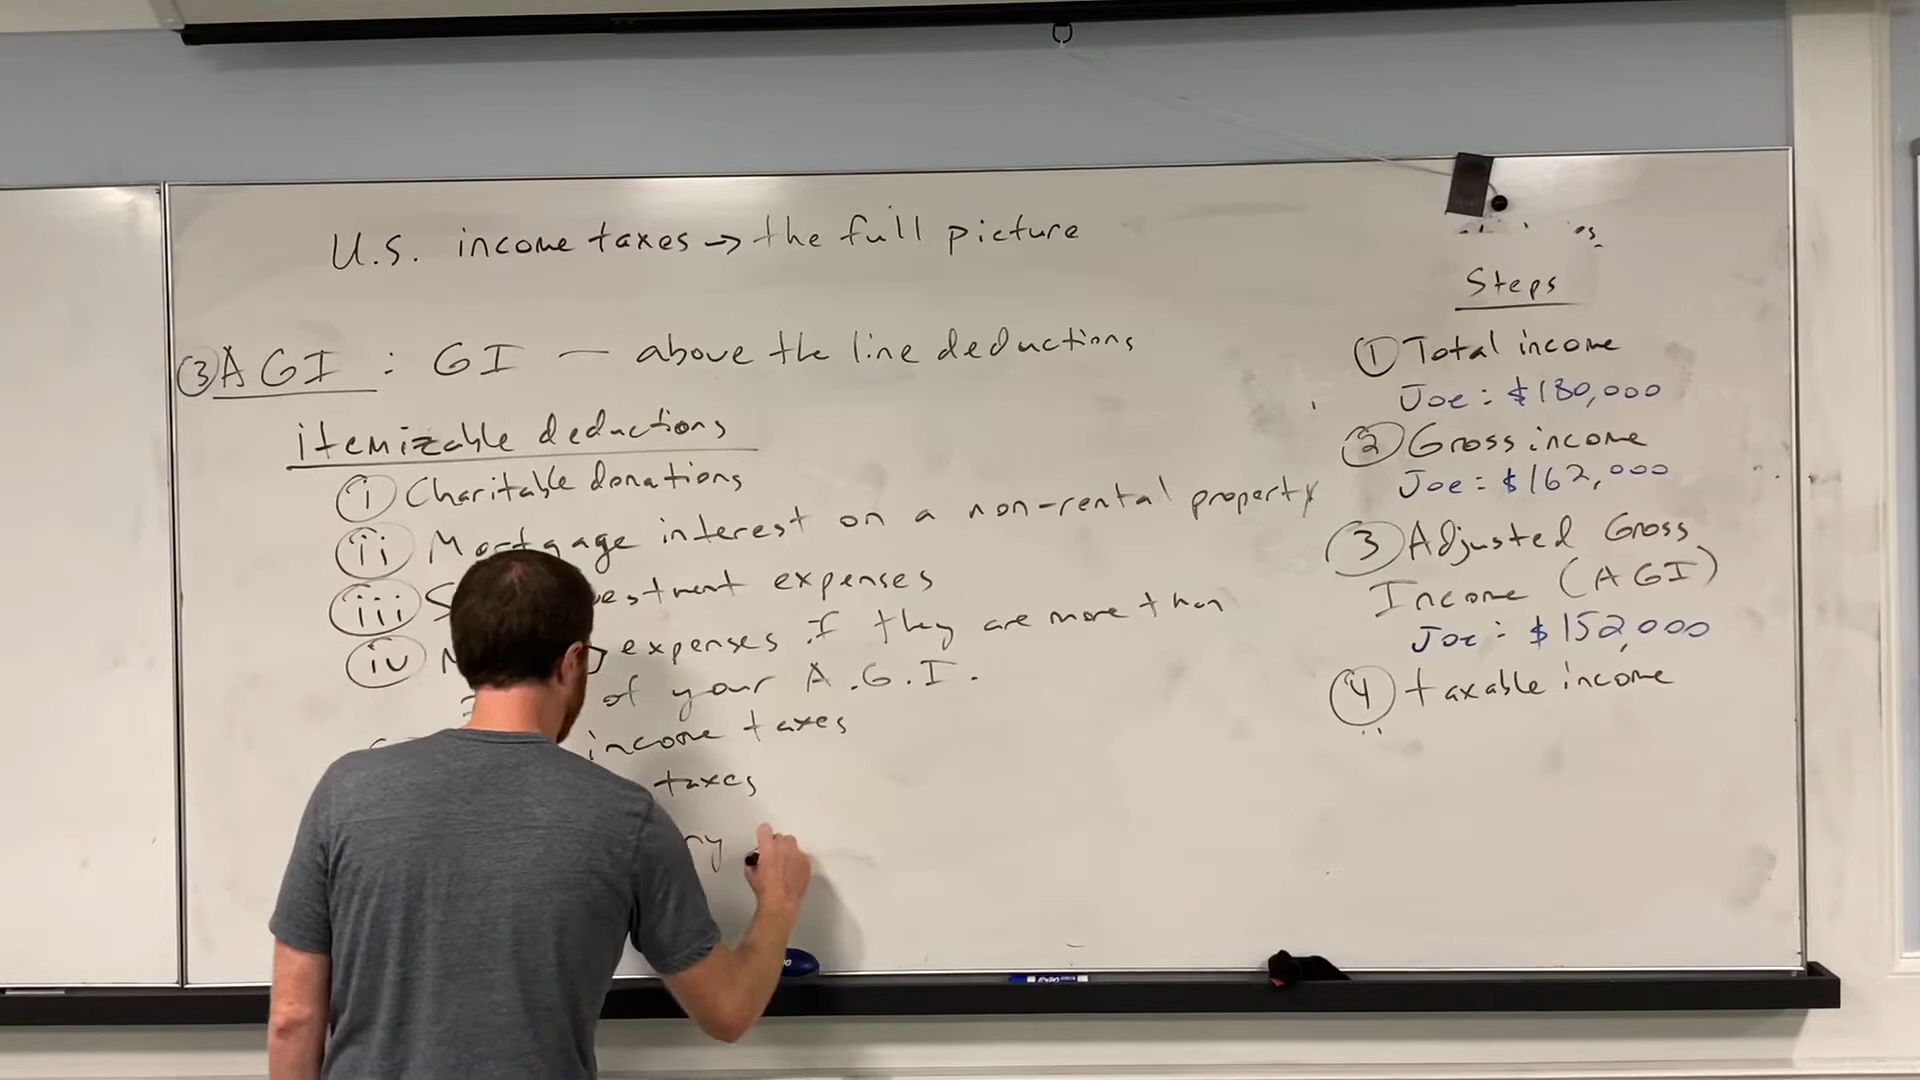 U.S. income taxes → the full picture
③ AGI : GI — above the line deductions
itemizable deductions
ⓘ Charitable donations
ii Mortgage interest on a non-rental property
iii estment expenses
iv expenses if they are more than
of your A.G.I.
income taxes
taxes
ry
Steps
① Total income
Joe: $180,000
② Gross income
Joe: $162,000
③ Adjusted Gross
Income (AGI)
Joe: $152,000
④ taxable income
EXPO